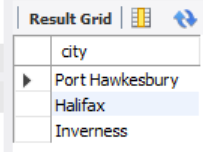 Result Grid
city
Port Hawkesbury
Halifax
Inverness